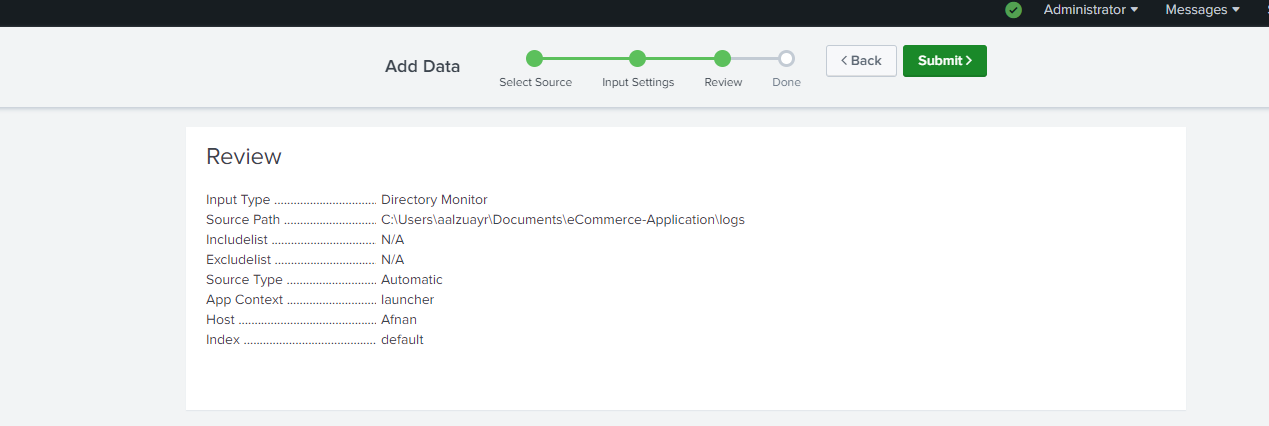 Administrator Messages
Add Data
Select Source Input Settings Review Done
< Back Submit >
Review
Input Type ................................ Directory Monitor
Source Path ............................. C:\Users\aalzuayr\Documents\eCommerce-Application\logs
Includelist ................................. N/A
Excludelist ................................ N/A
Source Type ............................ Automatic
App Context ............................ launcher
Host ........................................... Afnan
Index ......................................... default